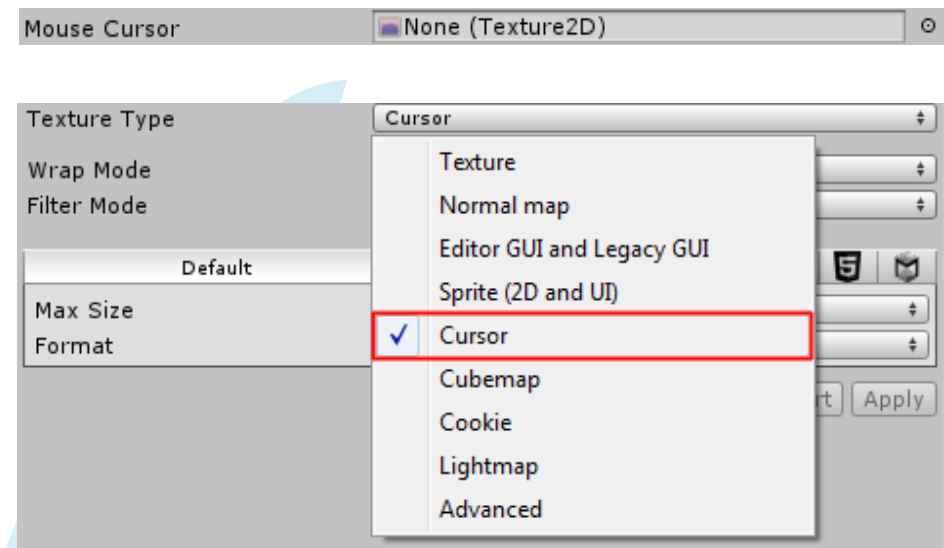 Mouse Cursor None (Texture2D)
Texture Type Cursor
Wrap Mode
Filter Mode
Texture
Normal map
Editor GUI and Legacy GUI
Sprite (2D and UI)
Cursor
Cubemap
Cookie
Lightmap
Advanced
Default
Max Size
Format
Apply